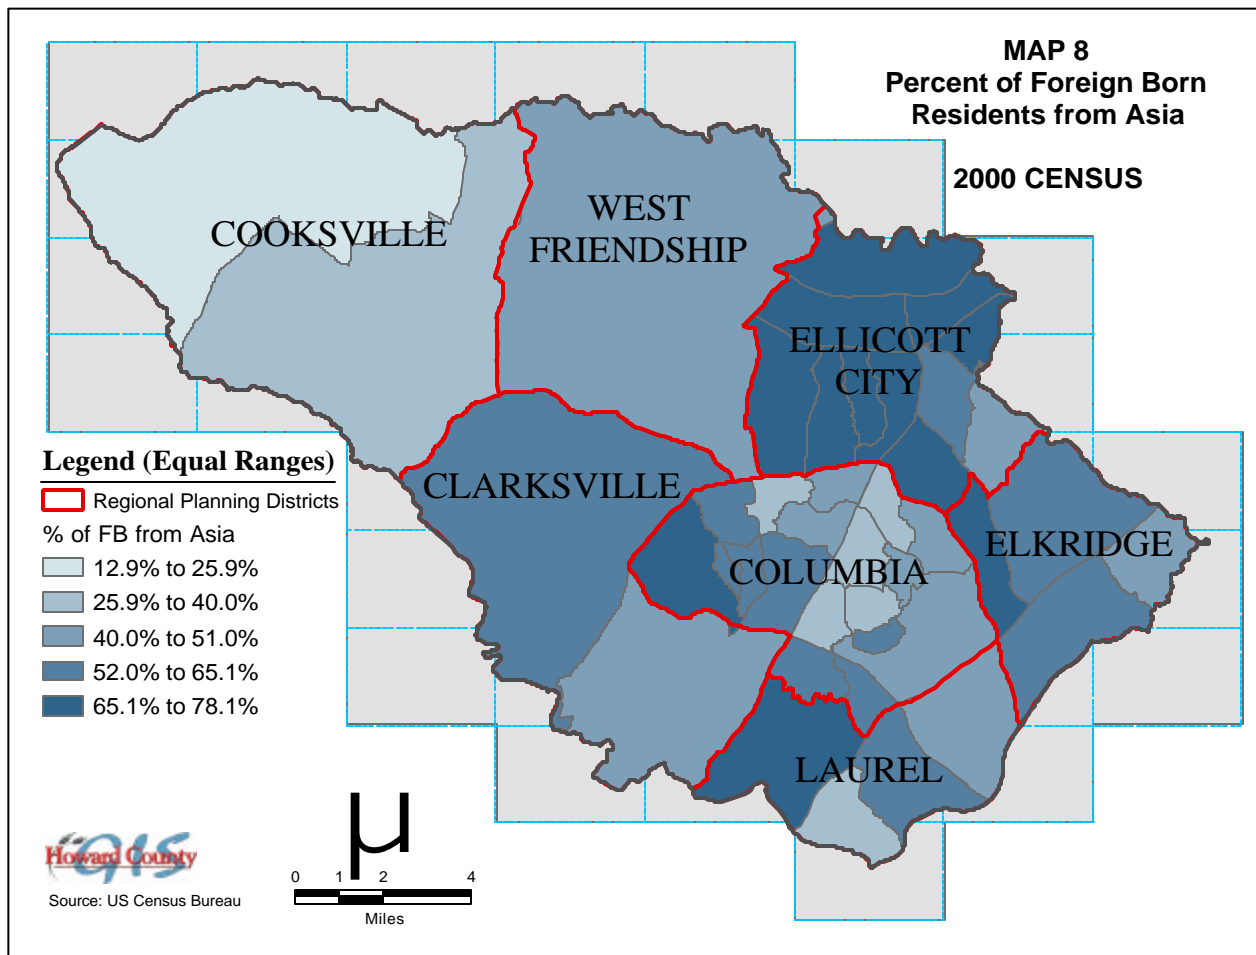 MAP 8
Percent of Foreign Born
Residents from Asia
2000 CENSUS
COOKSVILLE
WEST
FRIENDSHIP
ELLICOTT
CITY
CLARKSVILLE
COLUMBIA
ELKRIDGE
LAUREL
Legend (Equal Ranges)
Regional Planning Districts
% of FB from Asia
12.9% to 25.9%
25.9% to 40.0%
40.0% to 51.0%
52.0% to 65.1%
65.1% to 78.1%
GIS
Howard County
Source: US Census Bureau
µ
0 1 2 4
Miles